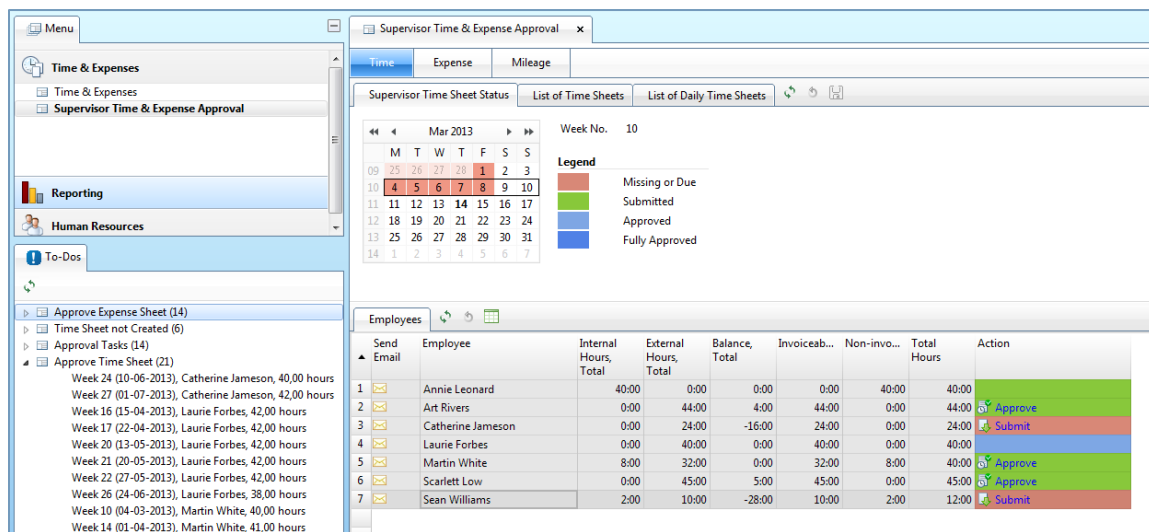 Menu
Time & Expenses
Time & Expenses
Supervisor Time & Expense Approval
Reporting
Human Resources
To-Dos
Approve Expense Sheet (14)
Time Sheet not Created (6)
Approval Tasks (14)
Approve Time Sheet (21)
Week 24 (10-06-2013), Catherine Jameson, 40,00 hours
Week 27 (01-07-2013), Catherine Jameson, 42,00 hours
Week 16 (15-04-2013), Laurie Forbes, 42,00 hours
Week 17 (22-04-2013), Laurie Forbes, 42,00 hours
Week 20 (13-05-2013), Laurie Forbes, 42,00 hours
Week 21 (20-05-2013), Laurie Forbes, 42,00 hours
Week 22 (27-05-2013), Laurie Forbes, 42,00 hours
Week 26 (24-06-2013), Laurie Forbes, 38,00 hours
Week 10 (04-03-2013), Martin White, 40,00 hours
Week 14 (01-04-2013), Martin White, 41,00 hours
Supervisor Time & Expense Approval x
Time Expense Mileage
Supervisor Time Sheet Status List of Time Sheets List of Daily Time Sheets
Mar 2013
M T W T F S S
09 25 26 27 28 1 2 3
10 4 5 6 7 8 9 10
11 11 12 13 14 15 16 17
12 18 19 20 21 22 23 24
13 25 26 27 28 29 30 31
14 1 2 3 4 5 6 7
Week No. 10
Legend
Missing or Due
Submitted
Approved
Fully Approved
Employees
Send Employee Internal External Balance, Invoiceab... Non-invo... Total Action
Email Hours, Hours, Total Hours
Total Total
1 Annie Leonard 40:00 0:00 0:00 0:00 40:00 40:00
2 Art Rivers 0:00 44:00 4:00 44:00 0:00 44:00 Approve
3 Catherine Jameson 0:00 24:00 -16:00 24:00 0:00 24:00 Submit
4 Laurie Forbes 0:00 40:00 0:00 40:00 0:00 40:00
5 Martin White 8:00 32:00 0:00 32:00 8:00 40:00 Approve
6 Scarlett Low 0:00 45:00 5:00 45:00 0:00 45:00 Approve
7 Sean Williams 2:00 10:00 -28:00 10:00 2:00 12:00 Submit